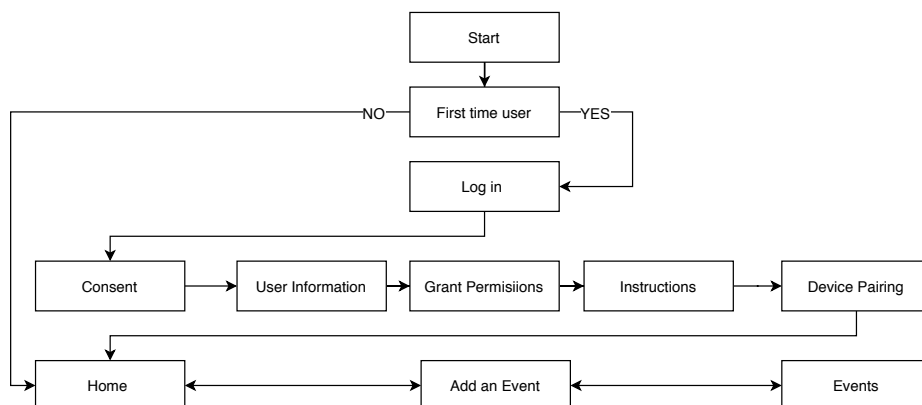 Start
First time user
NO
YES
Log in
Consent
User Information
Grant Permisiions
Instructions
Device Pairing
Home
Add an Event
Events